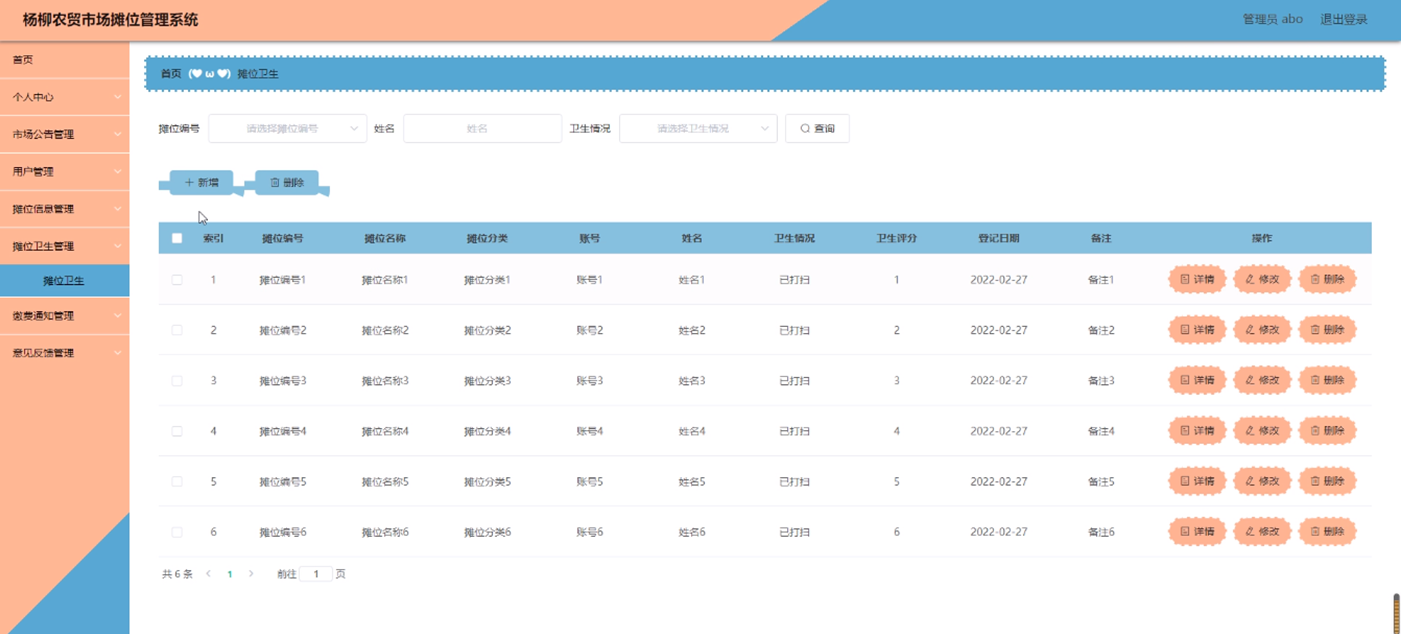 杨柳农贸市场摊位管理系统
管理员 abo 退出登录
首页
个人中心
市场公告管理
用户管理
摊位信息管理
摊位卫生管理
摊位卫生
缴费通知管理
意见反馈管理
首页 (♥ω♥) 摊位卫生
摊位编号 请选择摊位编号 姓名 姓名 卫生情况 请选择卫生情况 查询
新增 删除
索引 摊位编号 摊位名称 摊位分类 账号 姓名 卫生情况 卫生评分 登记日期 备注 操作
1 摊位编号1 摊位名称1 摊位分类1 账号1 姓名1 已打扫 1 2022-02-27 备注1 详情 修改 删除
2 摊位编号2 摊位名称2 摊位分类2 账号2 姓名2 已打扫 2 2022-02-27 备注2 详情 修改 删除
3 摊位编号3 摊位名称3 摊位分类3 账号3 姓名3 已打扫 3 2022-02-27 备注3 详情 修改 删除
4 摊位编号4 摊位名称4 摊位分类4 账号4 姓名4 已打扫 4 2022-02-27 备注4 详情 修改 删除
5 摊位编号5 摊位名称5 摊位分类5 账号5 姓名5 已打扫 5 2022-02-27 备注5 详情 修改 删除
6 摊位编号6 摊位名称6 摊位分类6 账号6 姓名6 已打扫 6 2022-02-27 备注6 详情 修改 删除
共 6 条 1 前往 1 页